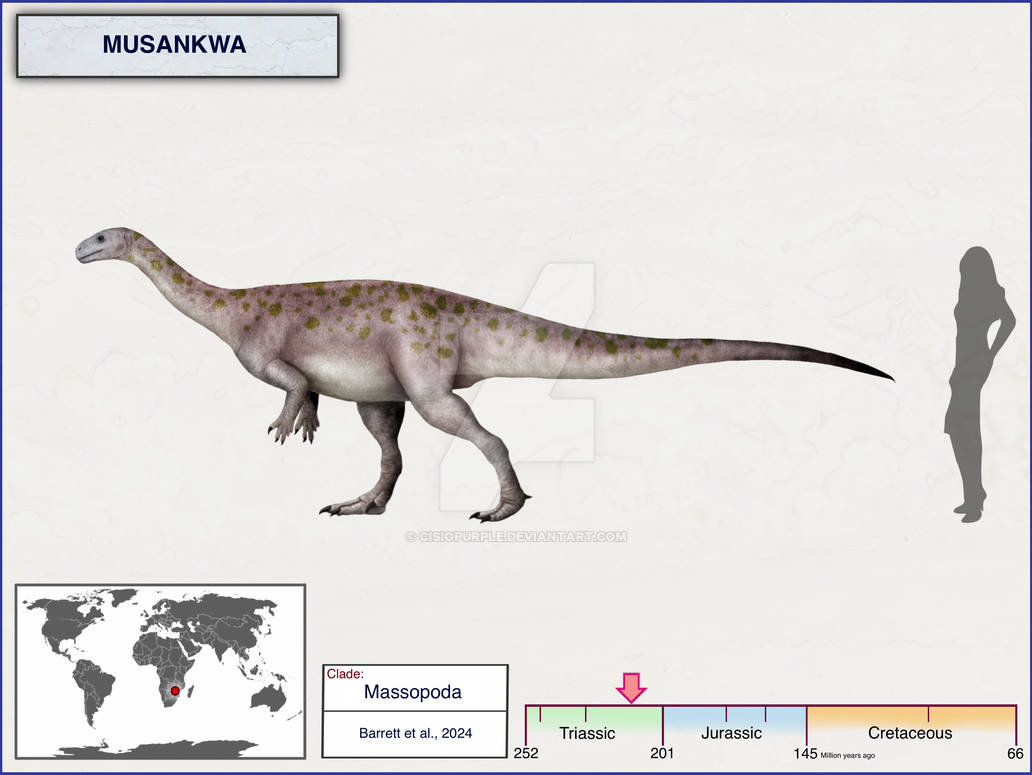 MUSANKWA
© CISIOPURPLE.DEVIANTART.COM
Clade:
Massopoda
Barrett et al., 2024
Triassic
Jurassic
Cretaceous
252
201
145
Million years ago
66